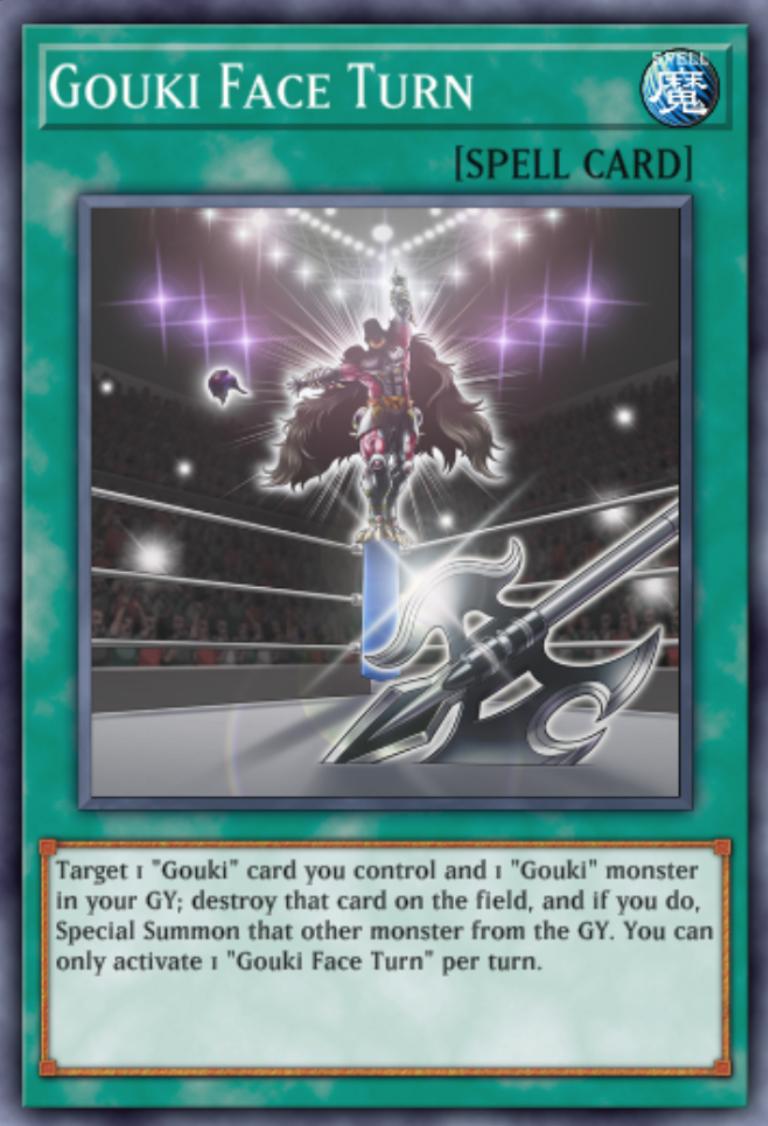 Gouki Face Turn
SPELL
魔
[SPELL CARD]
Target 1 "Gouki" card you control and 1 "Gouki" monster
in your GY; destroy that card on the field, and if you do,
Special Summon that other monster from the GY. You can
only activate 1 "Gouki Face Turn" per turn.